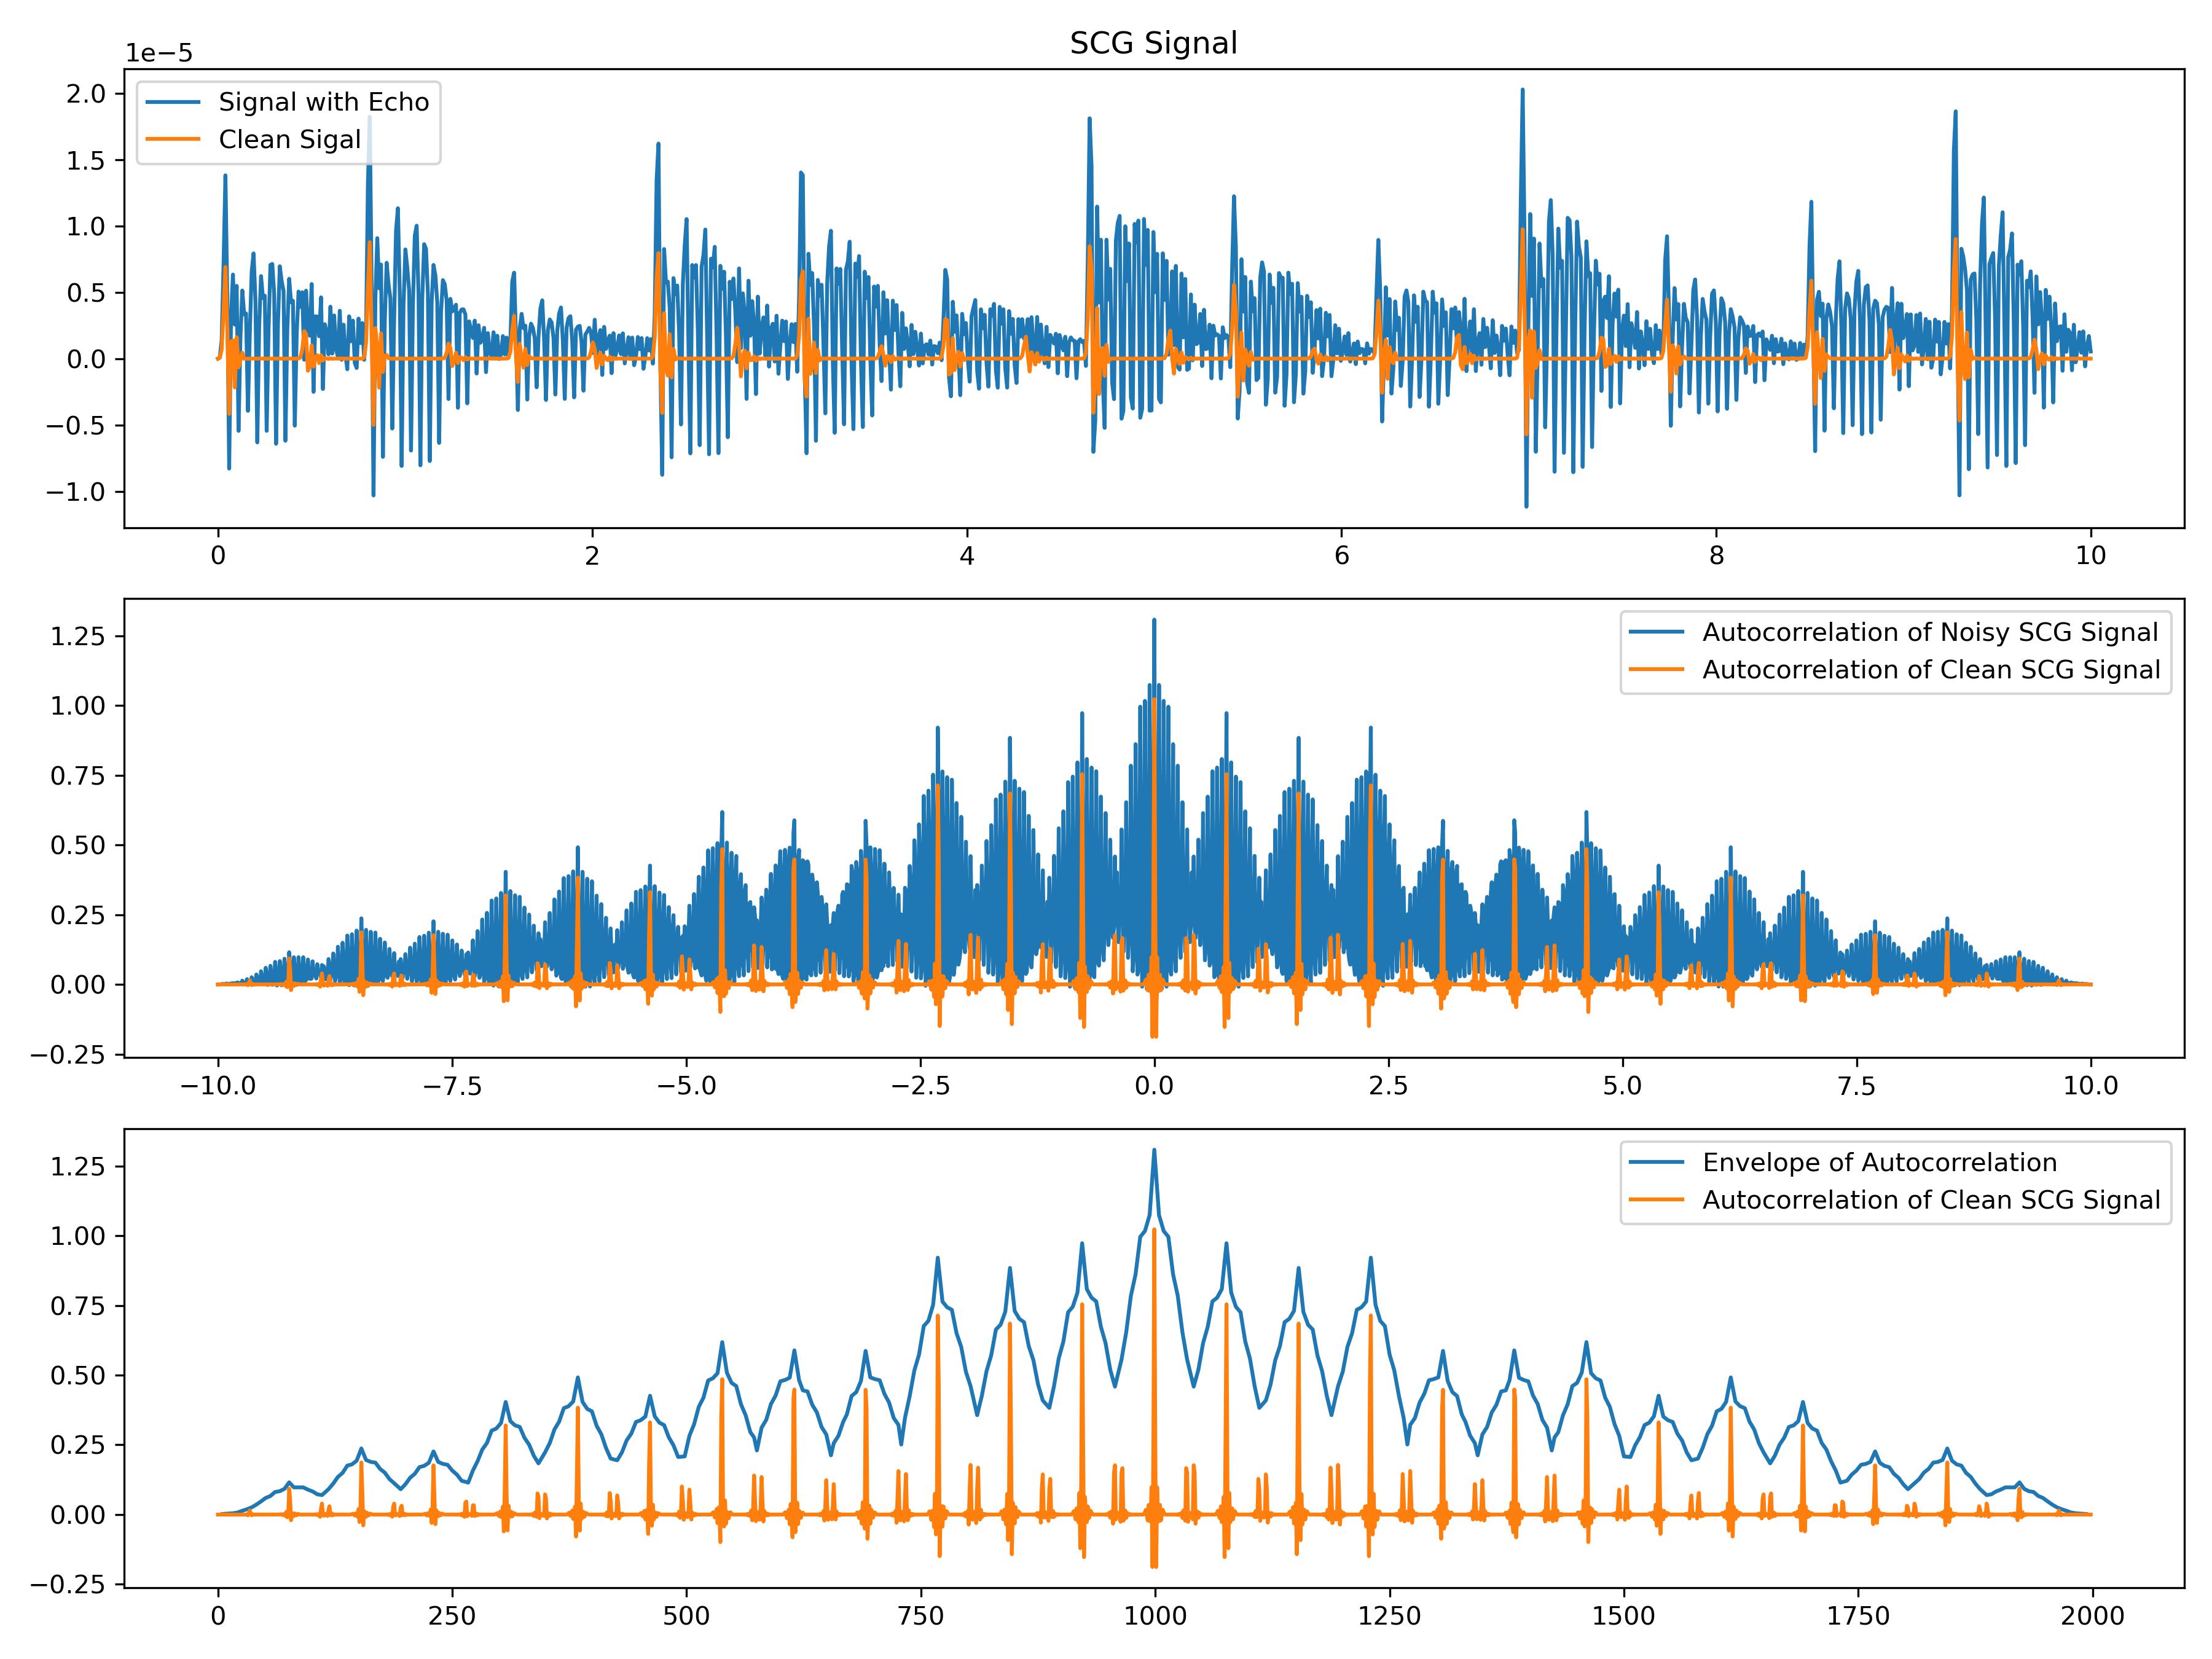 SCG Signal
1e−5
Signal with Echo
Clean Sigal
2.0
1.5
1.0
0.5
0.0
−0.5
−1.0
0 2 4 6 8 10
Autocorrelation of Noisy SCG Signal
Autocorrelation of Clean SCG Signal
1.25
1.00
0.75
0.50
0.25
0.00
−0.25
−10.0 −7.5 −5.0 −2.5 0.0 2.5 5.0 7.5 10.0
Envelope of Autocorrelation
Autocorrelation of Clean SCG Signal
1.25
1.00
0.75
0.50
0.25
0.00
−0.25
0 250 500 750 1000 1250 1500 1750 2000